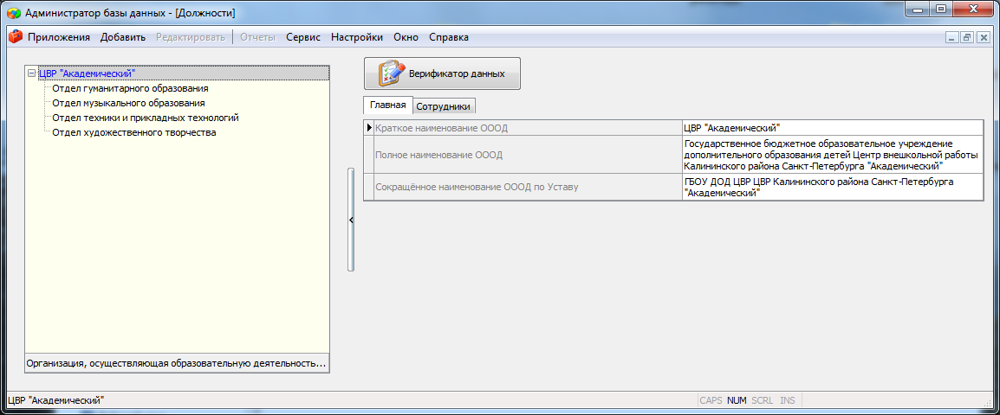 Администратор базы данных - [Должности]
Приложения Добавить Редактировать Отчеты Сервис Настройки Окно Справка
ЦВР "Академический"
Отдел гуманитарного образования
Отдел музыкального образования
Отдел техники и прикладных технологий
Отдел художественного творчества
Организация, осуществляющая образовательную деятельность...
Верификатор данных
Главная Сотрудники
Краткое наименование ОООД ЦВР "Академический"
Полное наименование ОООД Государственное бюджетное образовательное учреждение
дополнительного образования детей Центр внешкольной работы
Калининского района Санкт-Петербурга "Академический"
Сокращённое наименование ОООД по Уставу ГБОУ ДОД ЦВР ЦВР Калининского района Санкт-Петербурга
"Академический"
ЦВР "Академический" CAPS NUM SCRL INS